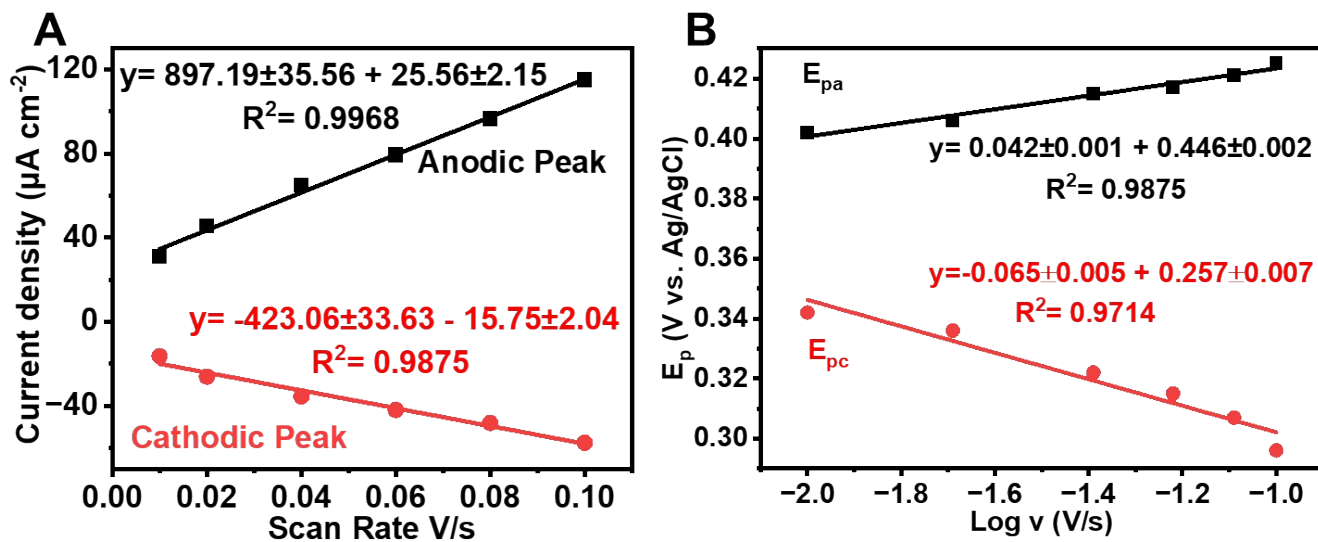 A
Current density (µA cm⁻²)
120
80
40
0
−40
y= 897.19±35.56 + 25.56±2.15
R²= 0.9968
Anodic Peak
y= -423.06±33.63 - 15.75±2.04
R²= 0.9875
Cathodic Peak
0.00 0.02 0.04 0.06 0.08 0.10
Scan Rate V/s
B
Eₚ (V vs. Ag/AgCl)
0.42
0.40
0.38
0.36
0.34
0.32
0.30
Eₚₐ
y= 0.042±0.001 + 0.446±0.002
R²= 0.9875
y=-0.065±0.005 + 0.257±0.007
R²= 0.9714
E_pc
−2.0 −1.8 −1.6 −1.4 −1.2 −1.0
Log v (V/s)